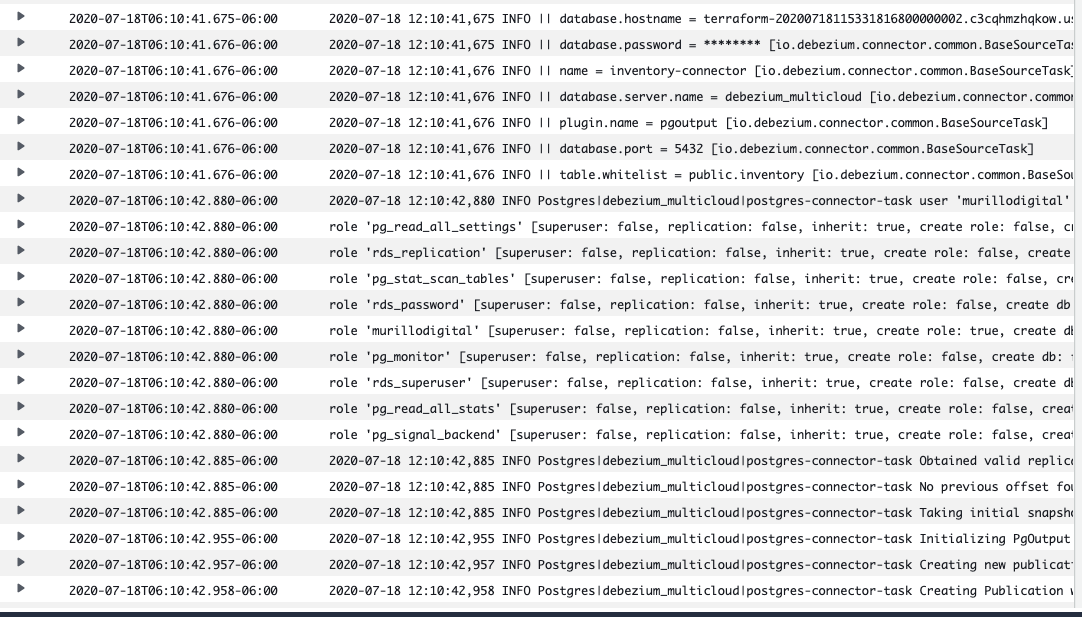 2020-07-18T06:10:41.675-06:00 2020-07-18 12:10:41,675 INFO || database.hostname = terraform-20200718115331816800000002.c3cqhmzhqkow.us
2020-07-18T06:10:41.676-06:00 2020-07-18 12:10:41,675 INFO || database.password = ******** [io.debezium.connector.common.BaseSourceTas
2020-07-18T06:10:41.676-06:00 2020-07-18 12:10:41,676 INFO || name = inventory-connector [io.debezium.connector.common.BaseSourceTask]
2020-07-18T06:10:41.676-06:00 2020-07-18 12:10:41,676 INFO || database.server.name = debezium_multicloud [io.debezium.connector.common
2020-07-18T06:10:41.676-06:00 2020-07-18 12:10:41,676 INFO || plugin.name = pgoutput [io.debezium.connector.common.BaseSourceTask]
2020-07-18T06:10:41.676-06:00 2020-07-18 12:10:41,676 INFO || database.port = 5432 [io.debezium.connector.common.BaseSourceTask]
2020-07-18T06:10:41.676-06:00 2020-07-18 12:10:41,676 INFO || table.whitelist = public.inventory [io.debezium.connector.common.BaseSou
2020-07-18T06:10:42.880-06:00 2020-07-18 12:10:42,880 INFO Postgres|debezium_multicloud|postgres-connector-task user 'murillodigital'
2020-07-18T06:10:42.880-06:00 role 'pg_read_all_settings' [superuser: false, replication: false, inherit: true, create role: false, cr
2020-07-18T06:10:42.880-06:00 role 'rds_replication' [superuser: false, replication: false, inherit: true, create role: false, create
2020-07-18T06:10:42.880-06:00 role 'pg_stat_scan_tables' [superuser: false, replication: false, inherit: true, create role: false, cre
2020-07-18T06:10:42.880-06:00 role 'rds_password' [superuser: false, replication: false, inherit: true, create role: false, create db
2020-07-18T06:10:42.880-06:00 role 'murillodigital' [superuser: false, replication: false, inherit: true, create role: true, create db
2020-07-18T06:10:42.880-06:00 role 'pg_monitor' [superuser: false, replication: false, inherit: true, create role: false, create db:
2020-07-18T06:10:42.880-06:00 role 'rds_superuser' [superuser: false, replication: false, inherit: true, create role: false, create db
2020-07-18T06:10:42.880-06:00 role 'pg_read_all_stats' [superuser: false, replication: false, inherit: true, create role: false, creat
2020-07-18T06:10:42.880-06:00 role 'pg_signal_backend' [superuser: false, replication: false, inherit: true, create role: false, creat
2020-07-18T06:10:42.885-06:00 2020-07-18 12:10:42,885 INFO Postgres|debezium_multicloud|postgres-connector-task Obtained valid replica
2020-07-18T06:10:42.885-06:00 2020-07-18 12:10:42,885 INFO Postgres|debezium_multicloud|postgres-connector-task No previous offset fou
2020-07-18T06:10:42.885-06:00 2020-07-18 12:10:42,885 INFO Postgres|debezium_multicloud|postgres-connector-task Taking initial snapsho
2020-07-18T06:10:42.955-06:00 2020-07-18 12:10:42,955 INFO Postgres|debezium_multicloud|postgres-connector-task Initializing PgOutput
2020-07-18T06:10:42.957-06:00 2020-07-18 12:10:42,957 INFO Postgres|debezium_multicloud|postgres-connector-task Creating new publicat
2020-07-18T06:10:42.958-06:00 2020-07-18 12:10:42,958 INFO Postgres|debezium_multicloud|postgres-connector-task Creating Publication w